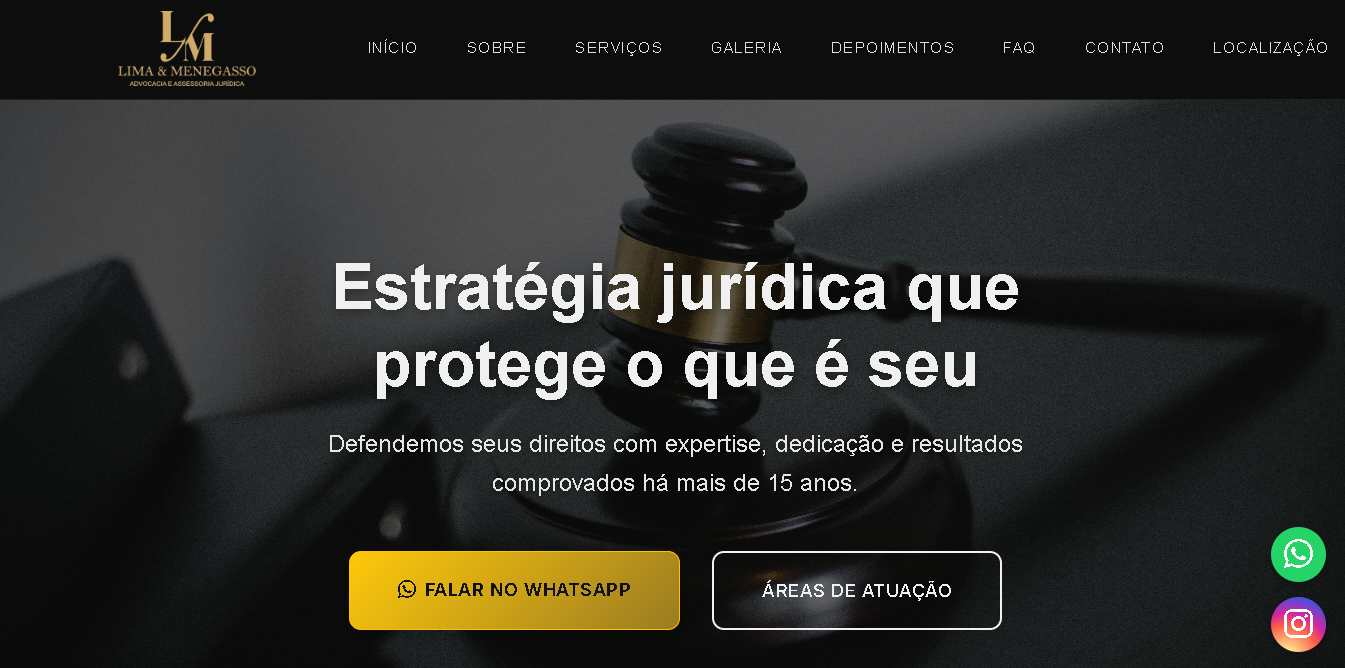 LM
LIMA & MENEGASSO
ADVOCACIA E ASSESSORIA JURÍDICA
INÍCIO SOBRE SERVIÇOS GALERIA DEPOIMENTOS FAQ CONTATO LOCALIZAÇÃO
Estratégia jurídica que
protege o que é seu
Defendemos seus direitos com expertise, dedicação e resultados
comprovados há mais de 15 anos.
FALAR NO WHATSAPP ÁREAS DE ATUAÇÃO